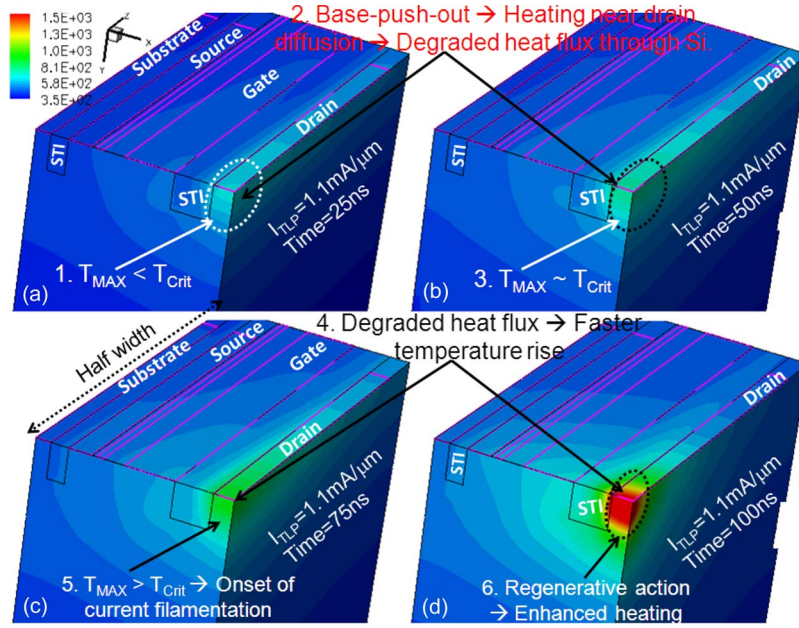 1.5E+03
1.3E+03
1.0E+03
8.1E+02
5.8E+02
3.5E+02
Z
X
Y
2. Base-push-out → Heating near drain
diffusion → Degraded heat flux through Si.
Substrate
Source
Gate
Drain
STI
STI
I_TLP=1.1mA/μm
Time=25ns
1. T_MAX < T_Crit
(a)
STI
STI
Drain
I_TLP=1.1mA/μm
Time=50ns
3. T_MAX ~ T_Crit
(b)
Half width
4. Degraded heat flux → Faster
temperature rise
Substrate
Source
Gate
Drain
I_TLP=1.1mA/μm
Time=75ns
5. T_MAX > T_Crit → Onset of
current filamentation
(c)
STI
STI
Drain
I_TLP=1.1mA/μm
Time=100ns
6. Regenerative action
→ Enhanced heating
(d)